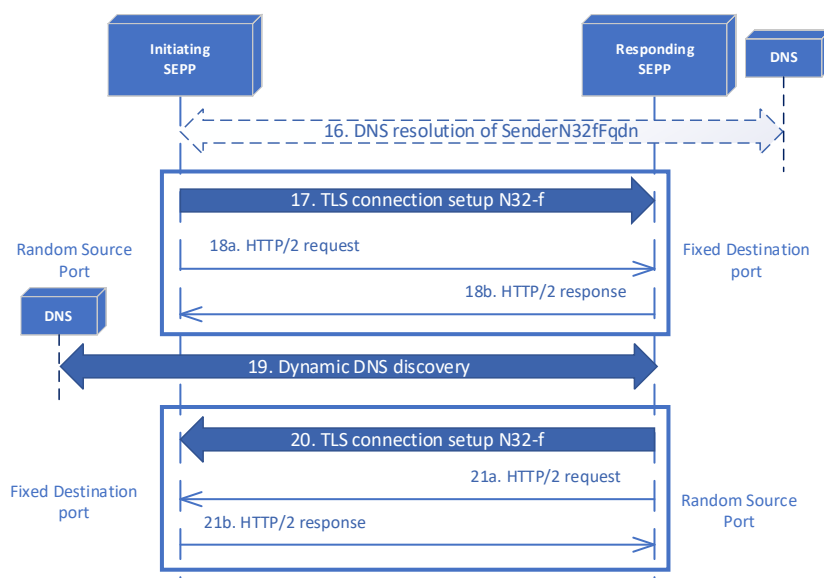 Initiating
SEPP
Responding
SEPP
DNS
16. DNS resolution of SenderN32fFqdn
17. TLS connection setup N32-f
18a. HTTP/2 request
Random Source
Port
Fixed Destination
port
18b. HTTP/2 response
DNS
19. Dynamic DNS discovery
20. TLS connection setup N32-f
21a. HTTP/2 request
Fixed Destination
port
Random Source
Port
21b. HTTP/2 response